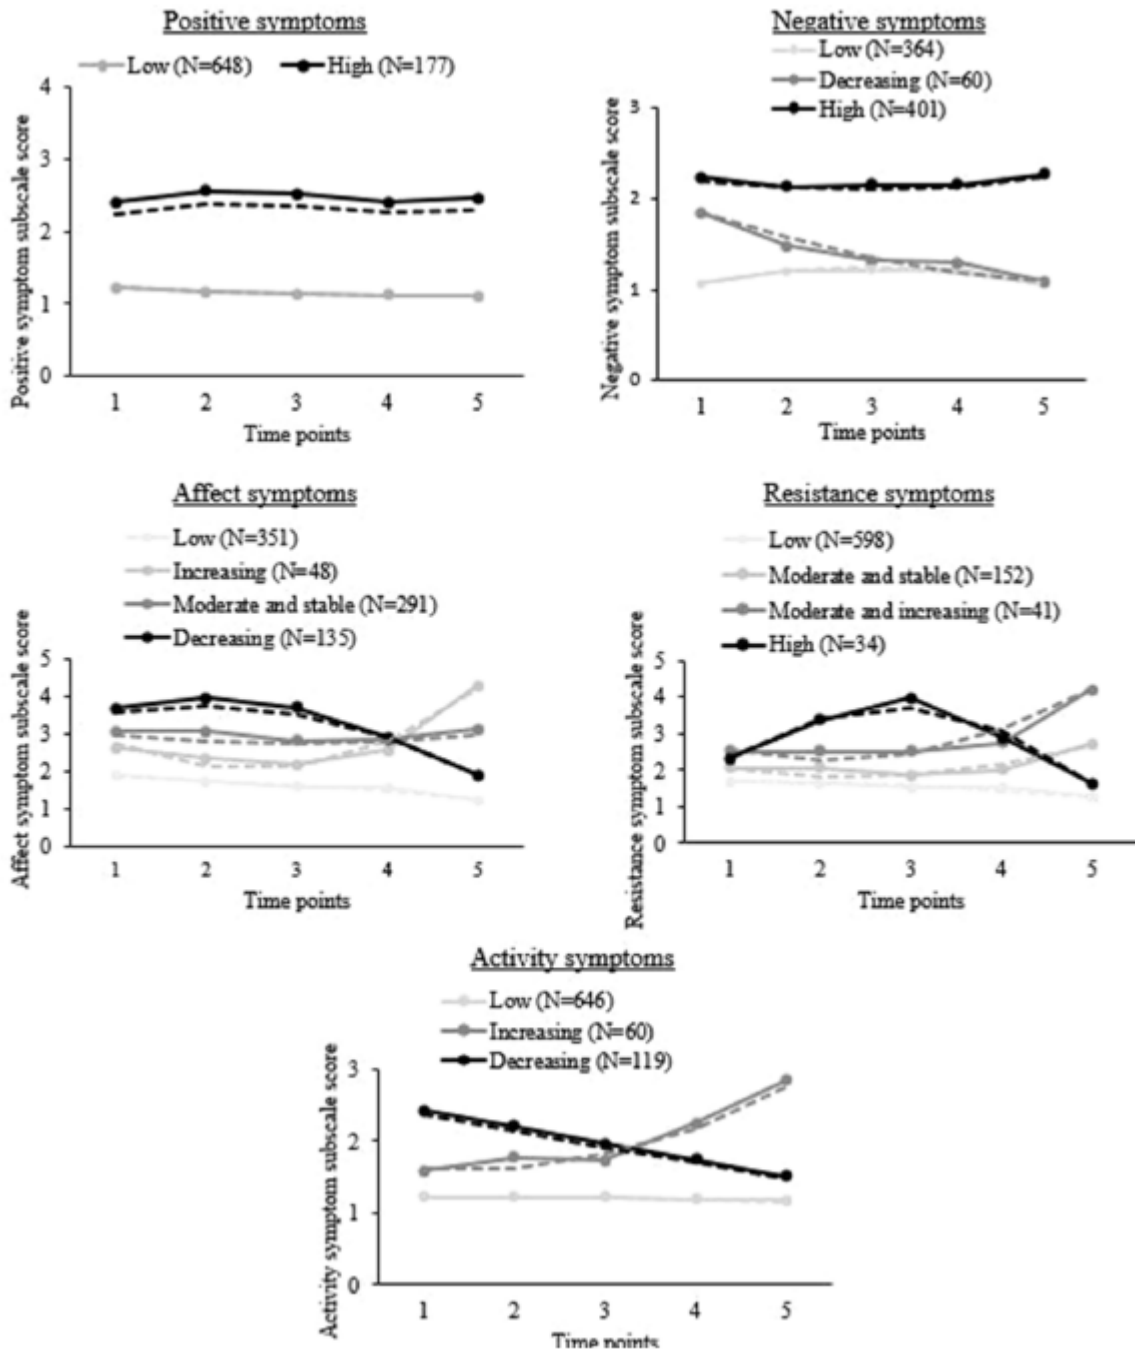 Positive symptoms
Low (N=648) High (N=177)
Positive symptom subscale score
4
3
2
1
0
1 2 3 4 5
Time points
Negative symptoms
Low (N=364)
Decreasing (N=60)
High (N=401)
Negative symptom subscale score
3
2
1
0
1 2 3 4 5
Time points
Affect symptoms
Low (N=351)
Increasing (N=48)
Moderate and stable (N=291)
Decreasing (N=135)
Affect symptom subscale score
5
4
3
2
1
0
1 2 3 4 5
Time points
Resistance symptoms
Low (N=598)
Moderate and stable (N=152)
Moderate and increasing (N=41)
High (N=34)
Resistance symptom subscale score
5
4
3
2
1
0
1 2 3 4 5
Time points
Activity symptoms
Low (N=646)
Increasing (N=60)
Decreasing (N=119)
Activity symptom subscale score
3
2
1
0
1 2 3 4 5
Time points